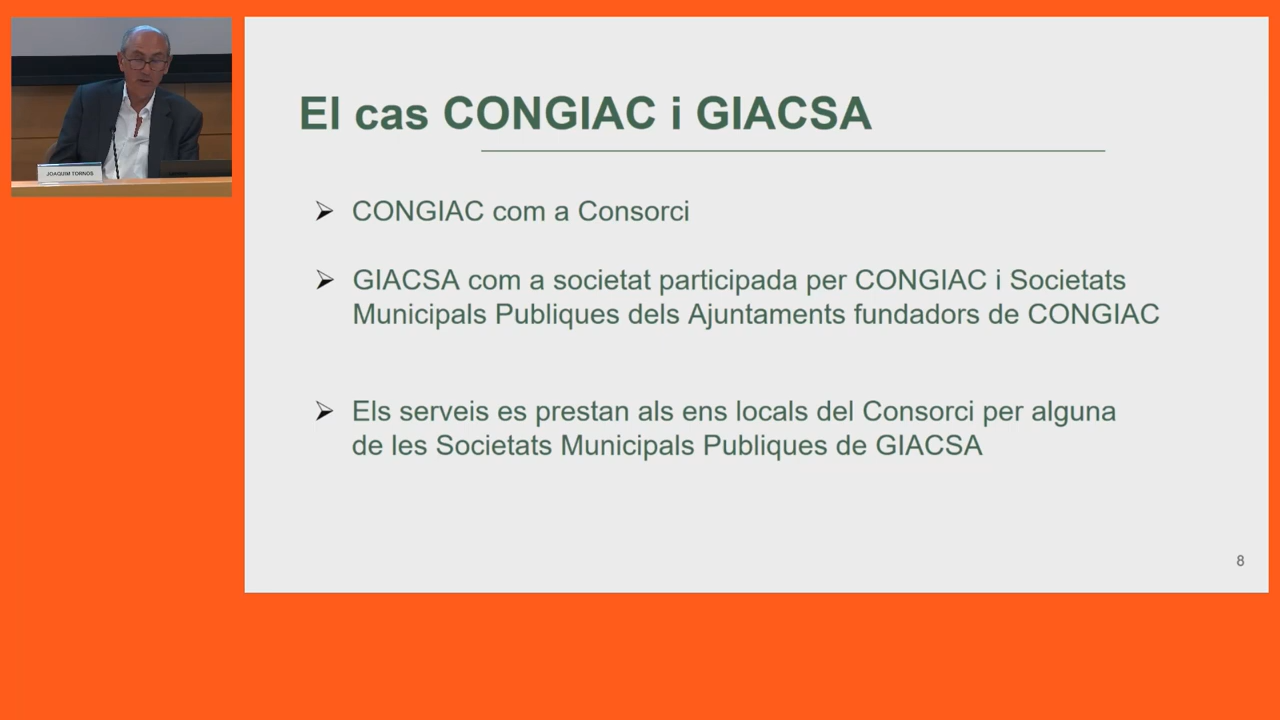 JOAQUIM TORNOS
El cas CONGIAC i GIACSA
CONGIAC com a Consorci
GIACSA com a societat participada per CONGIAC i Societats
Municipals Publiques dels Ajuntaments fundadors de CONGIAC
Els serveis es prestan als ens locals del Consorci per alguna
de les Societats Municipals Publiques de GIACSA
8